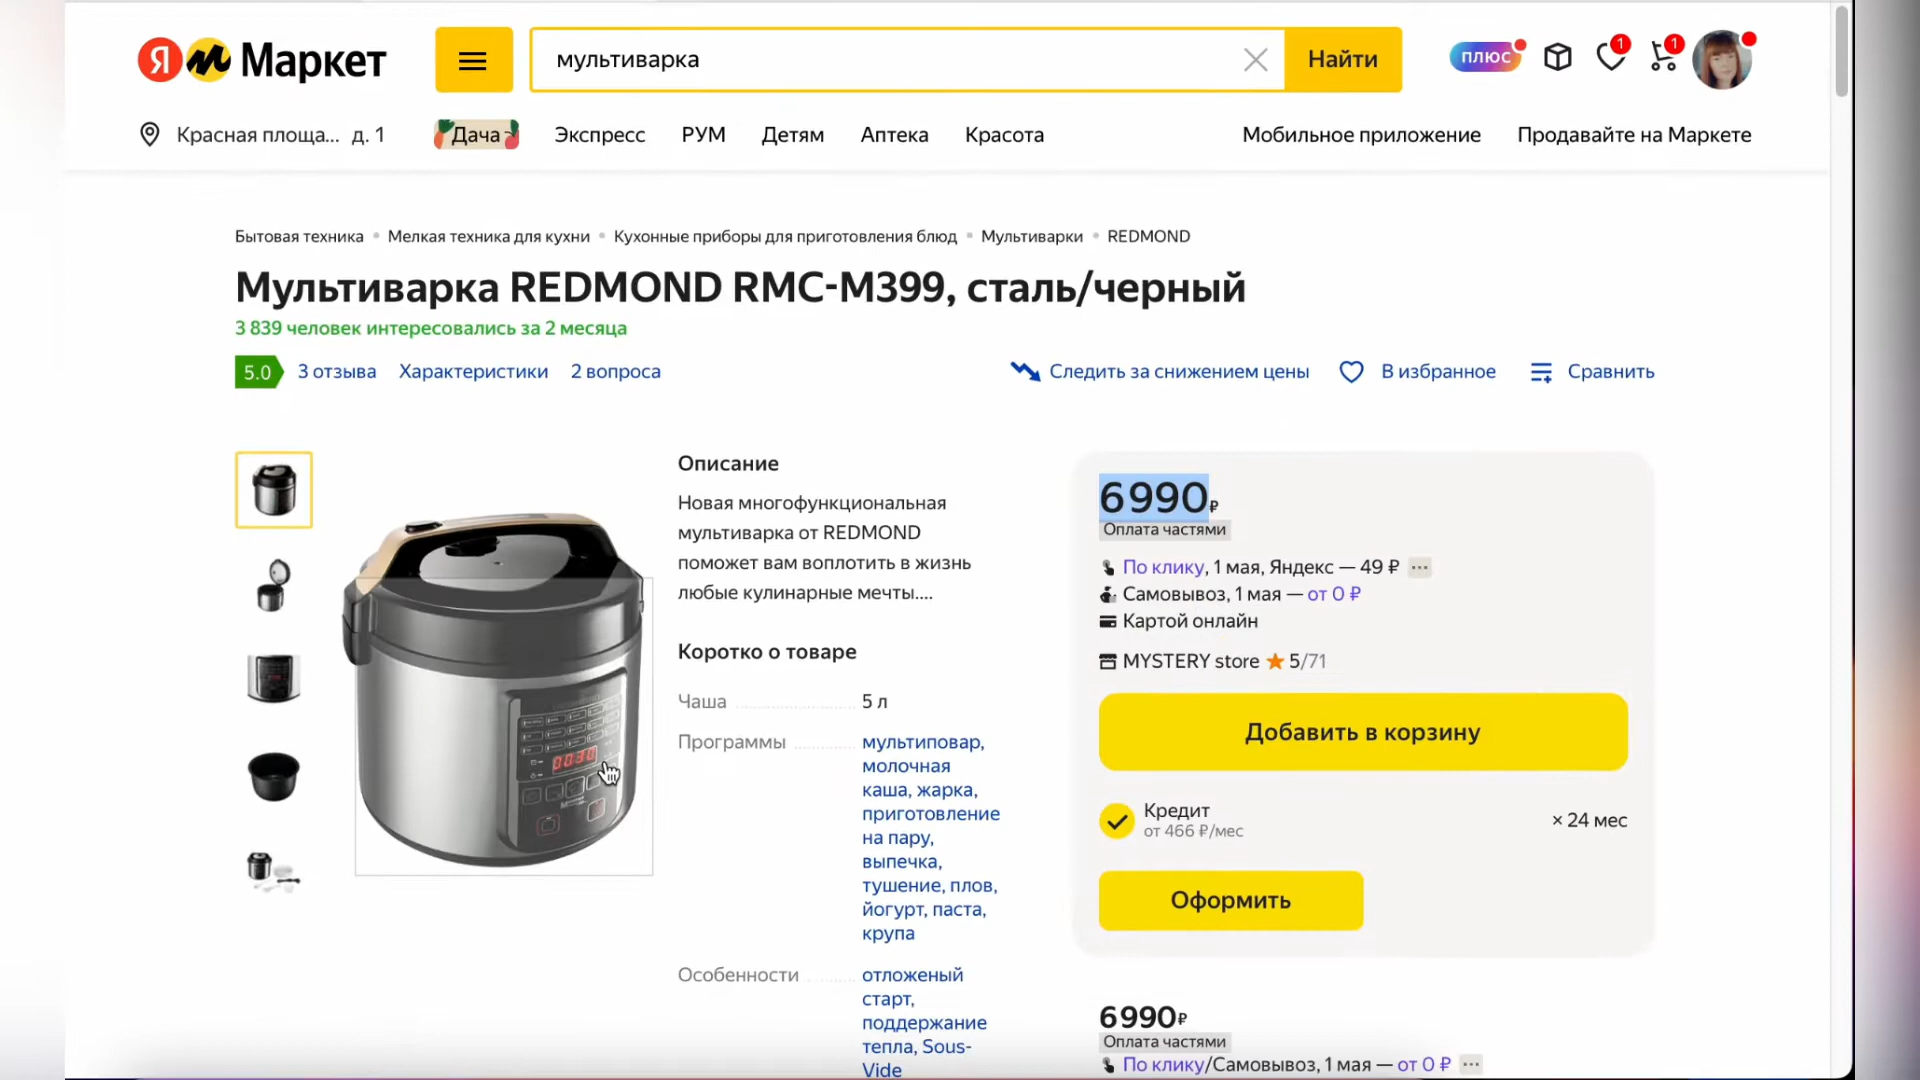 Я Маркет
мультиварка
Найти
плюс
1
1
Красная площа... д. 1
Дача
Экспресс
РУМ
Детям
Аптека
Красота
Мобильное приложение
Продавайте на Маркете
Бытовая техника • Мелкая техника для кухни • Кухонные приборы для приготовления блюд • Мультиварки • REDMOND
Мультиварка REDMOND RMC-M399, сталь/черный
3 839 человек интересовались за 2 месяца
5.0 3 отзыва Характеристики 2 вопроса
Следить за снижением цены В избранное Сравнить
Описание
Новая многофункциональная
мультиварка от REDMOND
поможет вам воплотить в жизнь
любые кулинарные мечты....
Коротко о товаре
Чаша 5 л
Программы мультиповар,
молочная
каша, жарка,
приготовление
на пару,
выпечка,
тушение, плов,
йогурт, паста,
крупа
Особенности отложеный
старт,
поддержание
тепла, Sous-
Vide
0030
6 990 ₽
Оплата частями
По клику, 1 мая, Яндекс — 49 ₽ ...
Самовывоз, 1 мая — от 0 ₽
Картой онлайн
MYSTERY store ★ 5/71
Добавить в корзину
Кредит
от 466 ₽/мес
× 24 мес
Оформить
6 990 ₽
Оплата частями
По клику/Самовывоз, 1 мая — от 0 ₽ ...